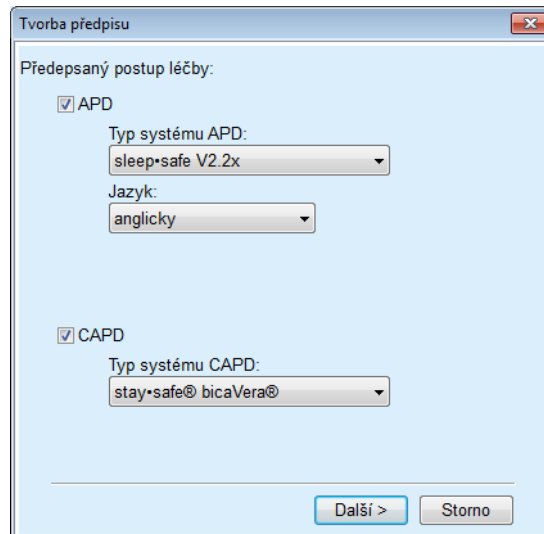 Tvorba předpisu
Předepsaný postup léčby:
APD
Typ systému APD:
sleep•safe V2.2x
Jazyk:
anglicky
CAPD
Typ systému CAPD:
stay•safe® bicaVera®
Další >
Storno